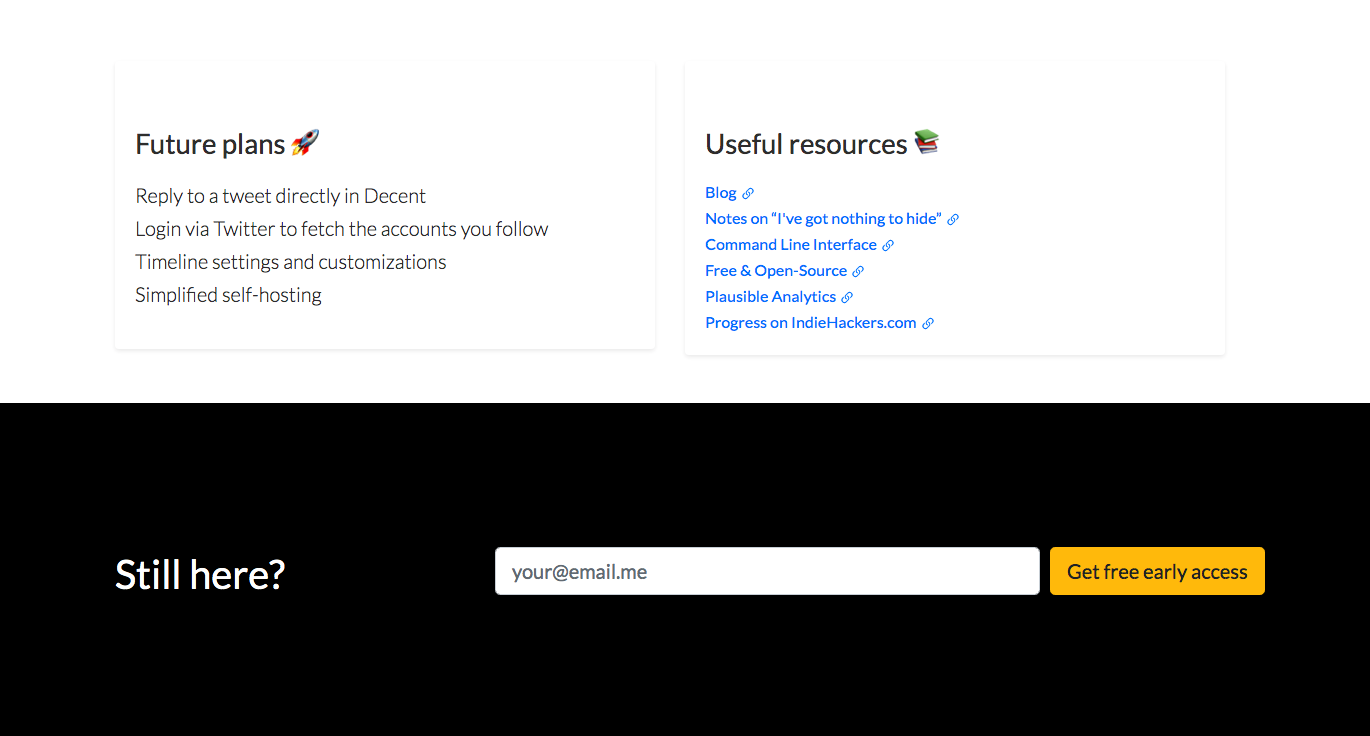 Future plans 🚀
Reply to a tweet directly in Decent
Login via Twitter to fetch the accounts you follow
Timeline settings and customizations
Simplified self-hosting
Useful resources 📚
Blog
Notes on “I've got nothing to hide”
Command Line Interface
Free & Open-Source
Plausible Analytics
Progress on IndieHackers.com
Still here?
your@email.me
Get free early access